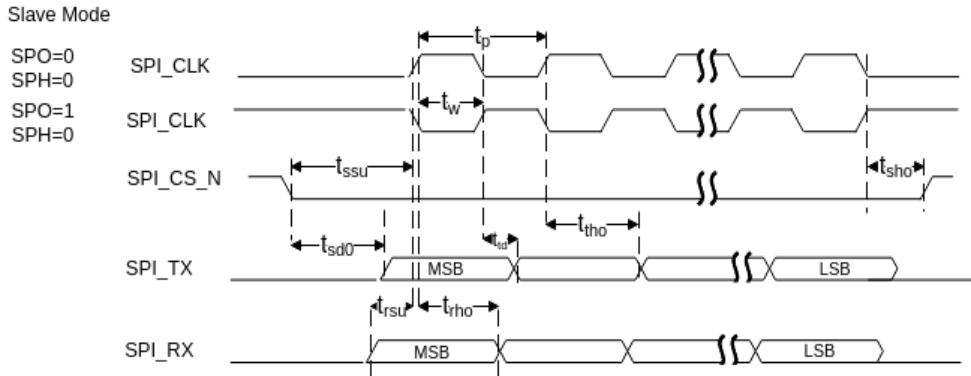 Slave Mode
SPO=0
SPH=0
SPI_CLK
tp
SPO=1
SPH=0
SPI_CLK
tw
SPI_CS_N
tssu
tsho
tsd0
ttd
ttho
SPI_TX
MSB
LSB
trsu
trho
SPI_RX
MSB
LSB